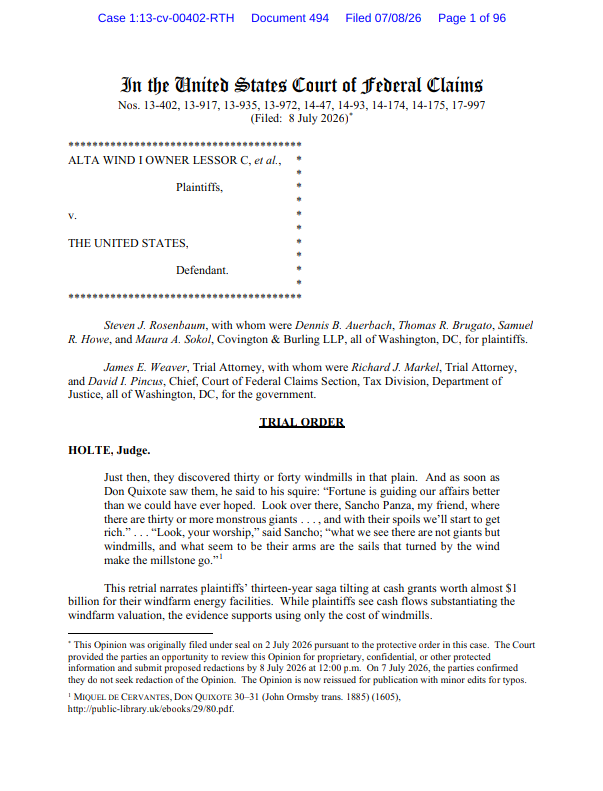 Case 1:13-cv-00402-RTH Document 494 Filed 07/08/26 Page 1 of 96
In the United States Court of Federal Claims
Nos. 13-402, 13-917, 13-935, 13-972, 14-47, 14-93, 14-174, 14-175, 17-997
(Filed: 8 July 2026)*
*************************************
ALTA WIND I OWNER LESSOR C, et al., *
*
Plaintiffs, *
*
v. *
*
THE UNITED STATES, *
*
Defendant. *
*
*************************************
Steven J. Rosenbaum, with whom were Dennis B. Auerbach, Thomas R. Brugato, Samuel
R. Howe, and Maura A. Sokol, Covington & Burling LLP, all of Washington, DC, for plaintiffs.
James E. Weaver, Trial Attorney, with whom were Richard J. Markel, Trial Attorney,
and David I. Pincus, Chief, Court of Federal Claims Section, Tax Division, Department of
Justice, all of Washington, DC, for the government.
TRIAL ORDER
HOLTE, Judge.
Just then, they discovered thirty or forty windmills in that plain. And as soon as
Don Quixote saw them, he said to his squire: “Fortune is guiding our affairs better
than we could have ever hoped. Look over there, Sancho Panza, my friend, where
there are thirty or more monstrous giants . . . , and with their spoils we’ll start to get
rich.” . . . “Look, your worship,” said Sancho; “what we see there are not giants but
windmills, and what seem to be their arms are the sails that turned by the wind
make the millstone go.”1
This retrial narrates plaintiffs’ thirteen-year saga tilting at cash grants worth almost $1
billion for their windfarm energy facilities. While plaintiffs see cash flows substantiating the
windfarm valuation, the evidence supports using only the cost of windmills.
* This Opinion was originally filed under seal on 2 July 2026 pursuant to the protective order in this case. The Court
provided the parties an opportunity to review this Opinion for proprietary, confidential, or other protected
information and submit proposed redactions by 8 July 2026 at 12:00 p.m. On 7 July 2026, the parties confirmed
they do not seek redaction of the Opinion. The Opinion is now reissued for publication with minor edits for typos.
1 MIGUEL DE CERVANTES, DON QUIXOTE 30–31 (John Ormsby trans. 1885) (1605),
http://public-library.uk/ebooks/29/80.pdf.